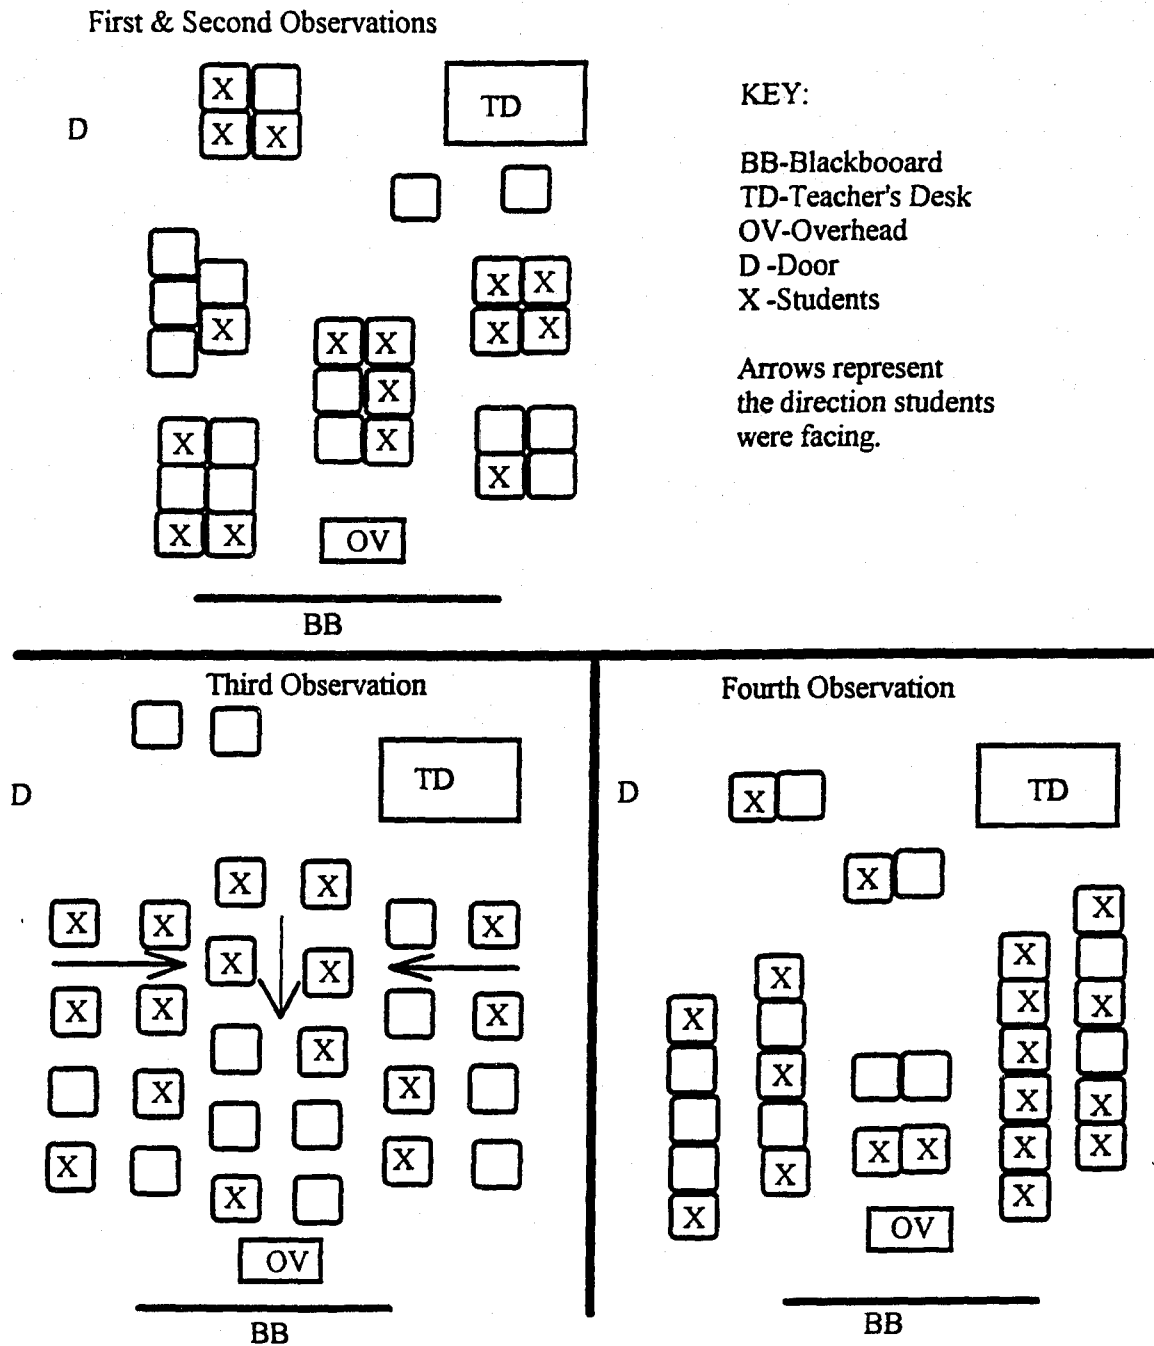 First & Second Observations
X
TD
D
X X
KEY:
BB-Blackbooard
TD-Teacher's Desk
OV-Overhead
D -Door
X -Students
X X
X
X X
X X
Arrows represent
the direction students
were facing.
X
X
X
X
X X
OV
BB
Third Observation
TD
D
X X
X X X
X X
X X X
X
X X
X X
X
OV
BB
Fourth Observation
TD
D
X
X
X
X
X
X
X X
X X
X X
X X X
X X
X
X
OV
BB